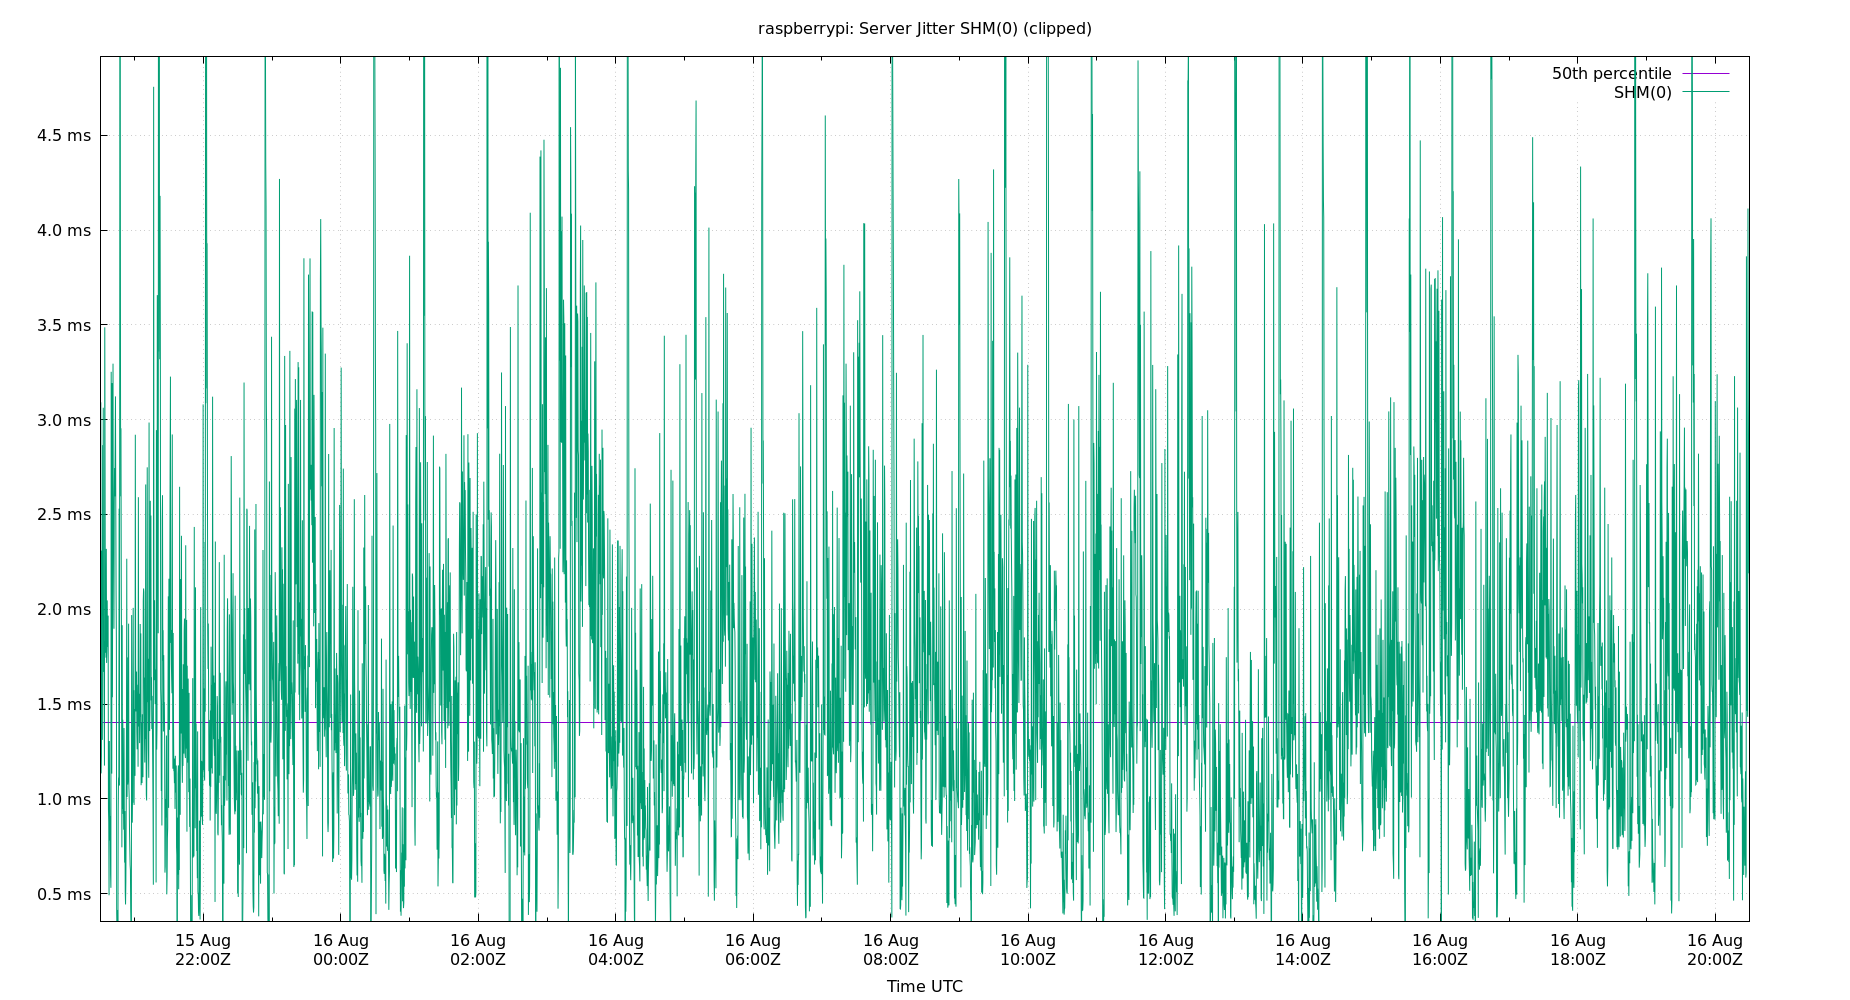 raspberrypi: Server Jitter SHM(0) (clipped)
50th percentile
SHM(0)
4.5 ms
4.0 ms
3.5 ms
3.0 ms
2.5 ms
2.0 ms
1.5 ms
1.0 ms
0.5 ms
15 Aug 16 Aug 16 Aug 16 Aug 16 Aug 16 Aug 16 Aug 16 Aug 16 Aug 16 Aug 16 Aug 16 Aug
22:00Z 00:00Z 02:00Z 04:00Z 06:00Z 08:00Z 10:00Z 12:00Z 14:00Z 16:00Z 18:00Z 20:00Z
Time UTC